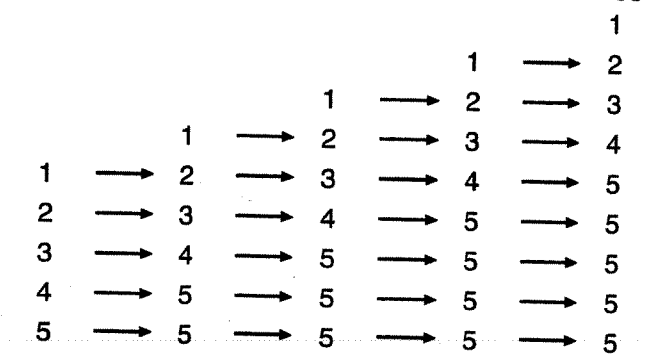 1
1 → 2
1 → 2 → 3
1 → 2 → 3 → 4
1 → 2 → 3 → 4 → 5
2 → 3 → 4 → 5 → 5
3 → 4 → 5 → 5 → 5
4 → 5 → 5 → 5 → 5
5 → 5 → 5 → 5 → 5